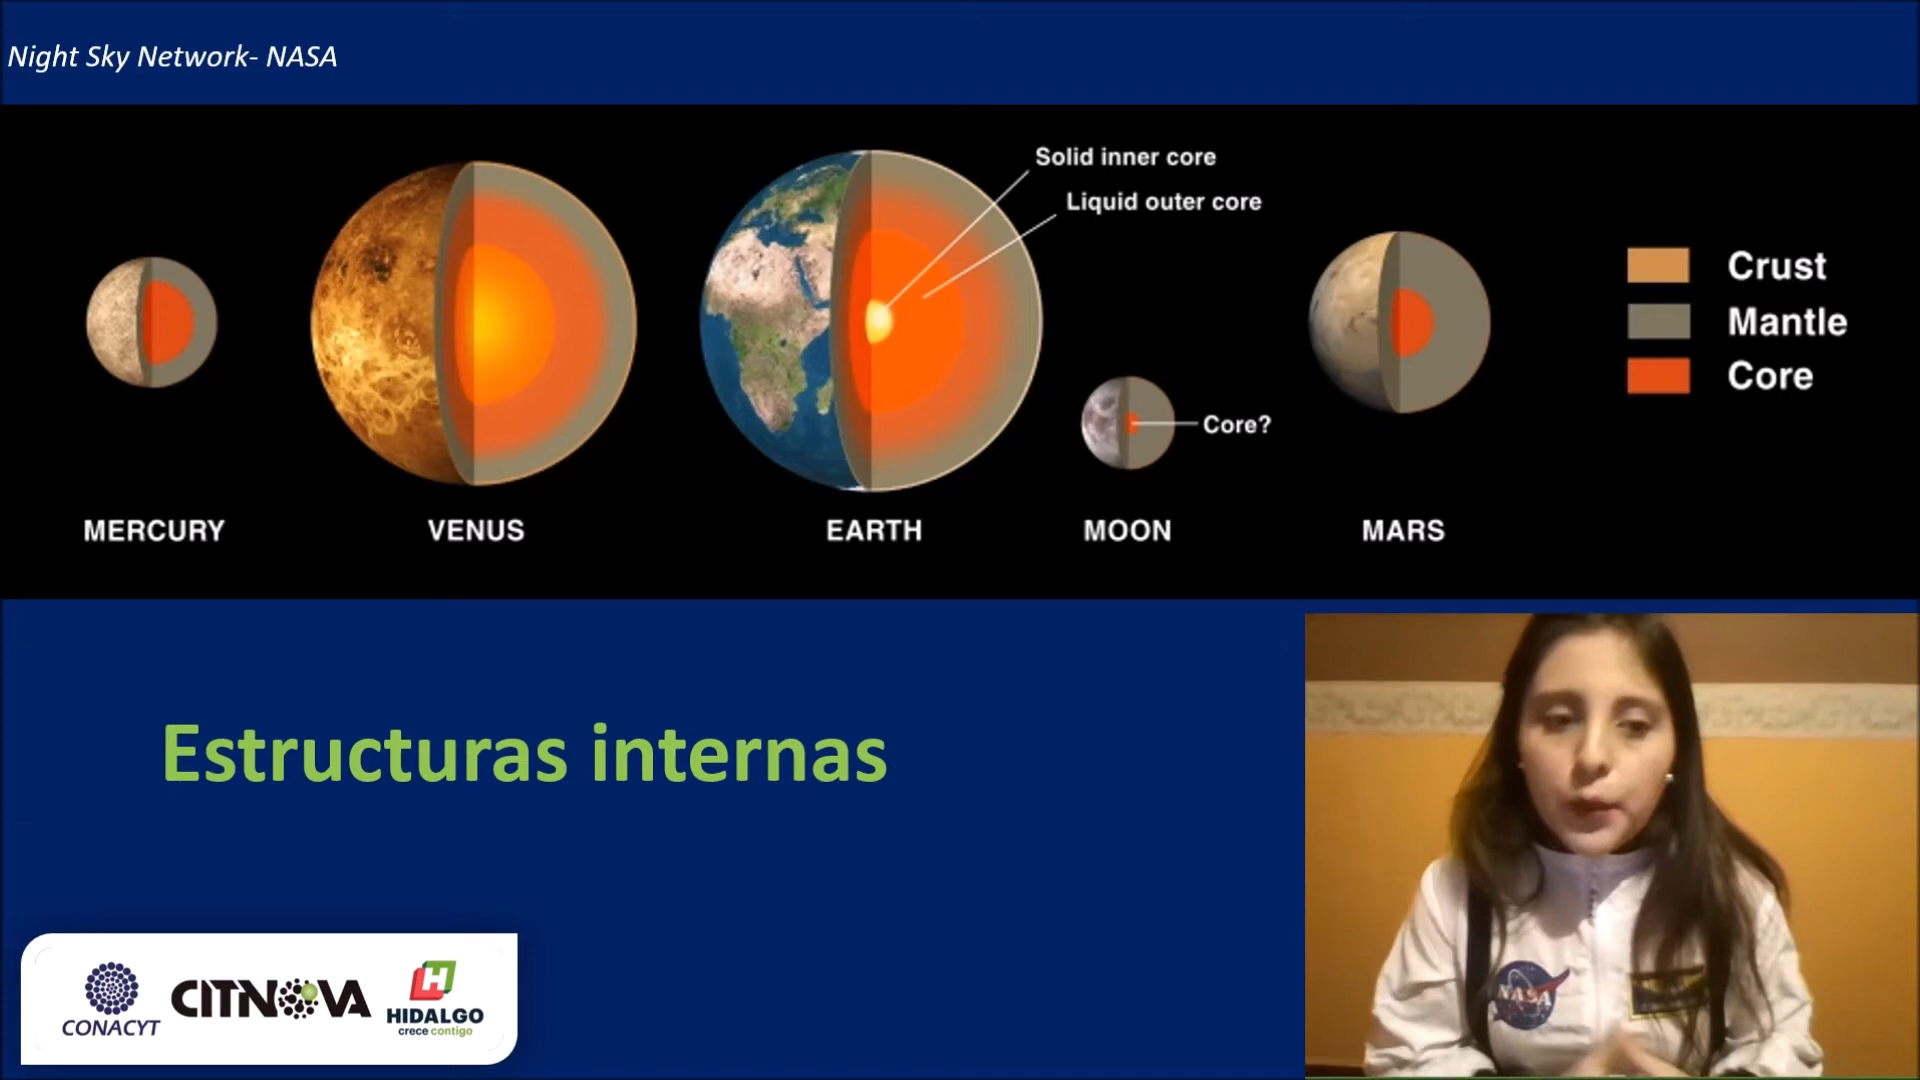 Night Sky Network- NASA
Solid inner core
Liquid outer core
Crust
Mantle
Core
Core?
MERCURY
VENUS
EARTH
MOON
MARS
Estructuras internas
CONACYT
CITNOVA
HIDALGO
crece contigo
NASA